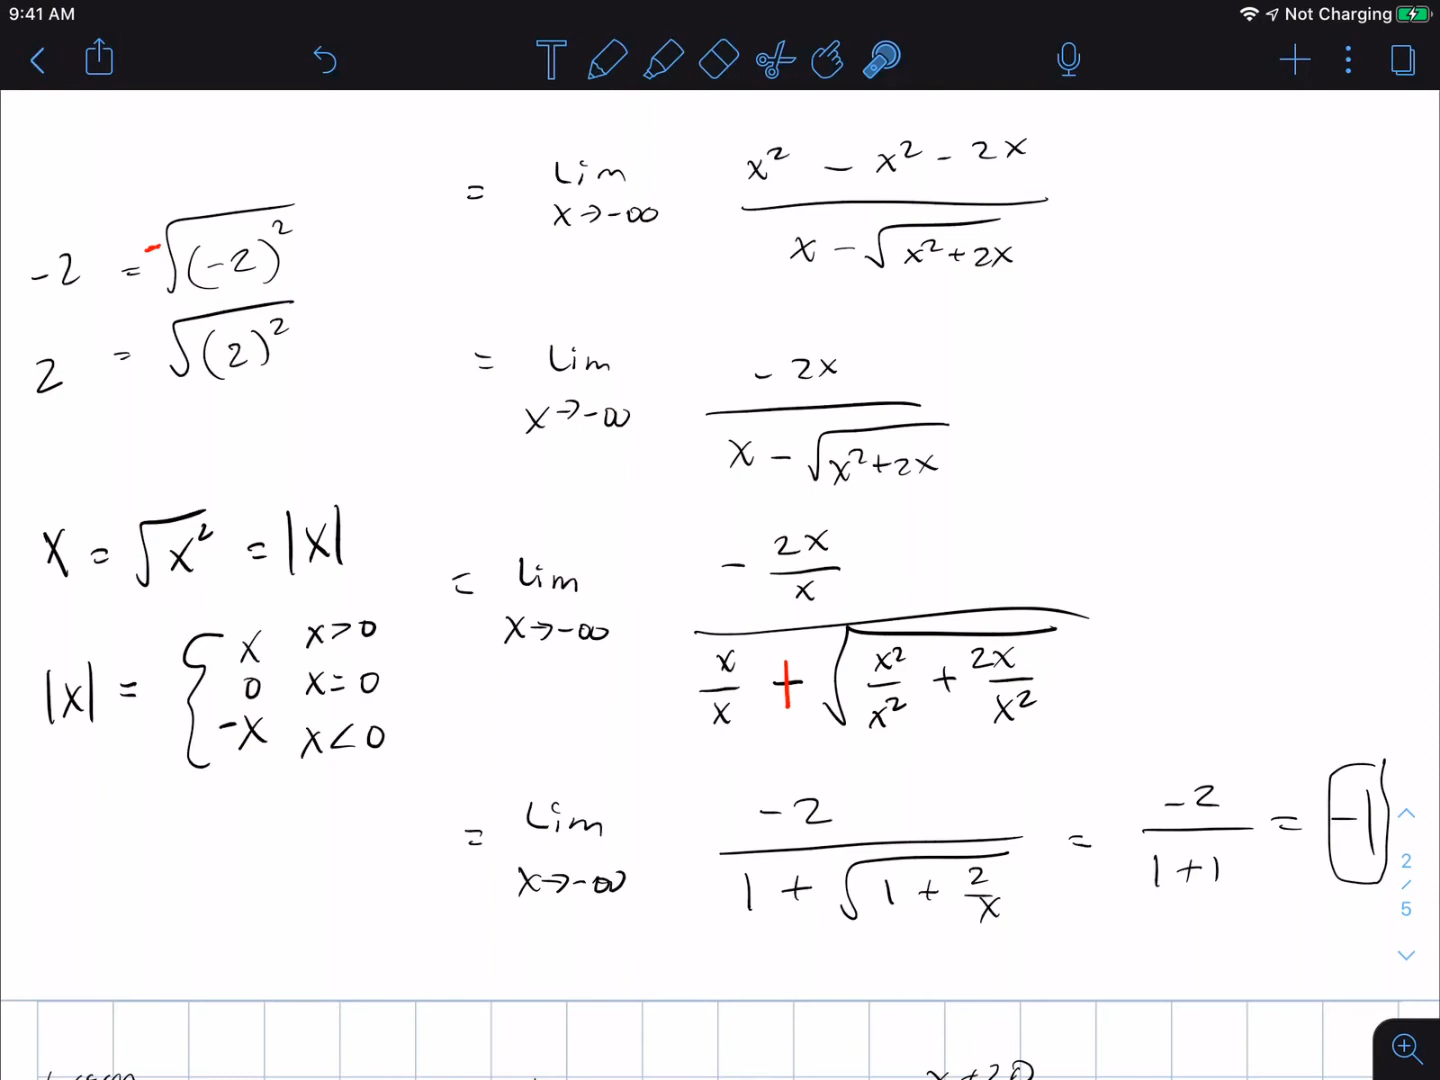 9:41 AM
Not Charging
T
-2 = -√(-2)²
2 = √(2)²
x = √x² = |x|
|x| = { x x>0
0 x=0
-x x<0
= Lim x→-∞ (x² - x² - 2x) / (x - √(x²+2x))
= Lim x→-∞ (-2x) / (x - √(x²+2x))
= Lim x→-∞ (-2x/x) / (x/x + √(x²/x² + 2x/x²))
= Lim x→-∞ (-2) / (1 + √(1 + 2/x)) = -2/(1+1) = -1
2
/
5